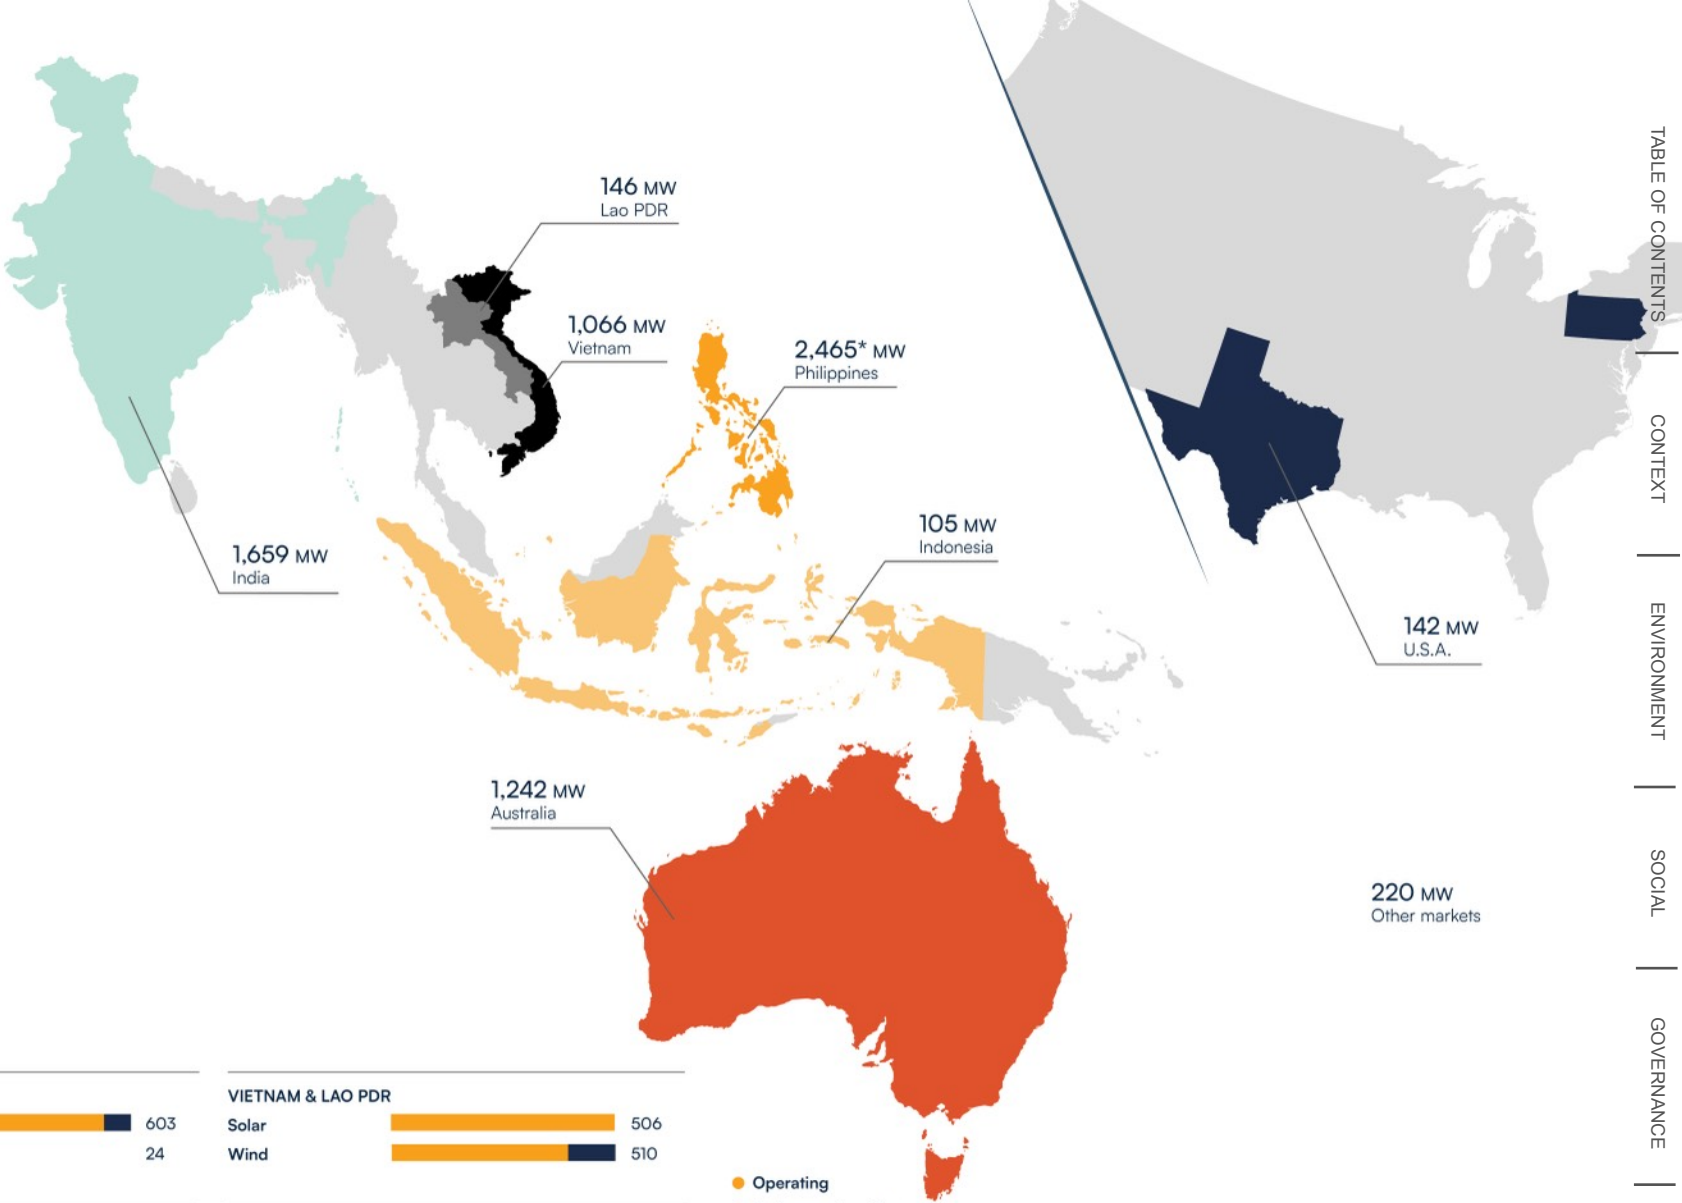 146 MW
Lao PDR
1,066 MW
Vietnam
2,465* MW
Philippines
105 MW
Indonesia
1,659 MW
India
142 MW
U.S.A.
1,242 MW
Australia
220 MW
Other markets
603
24
VIETNAM & LAO PDR
Solar 506
Wind 510
Operating
TABLE OF CONTENTS
CONTEXT
ENVIRONMENT
SOCIAL
GOVERNANCE